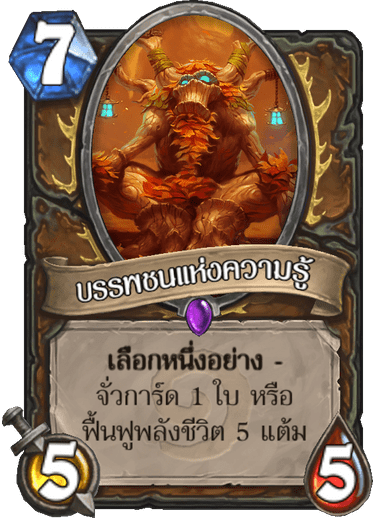 7
บรรพชนแห่งความรู้
เลือกหนึ่งอย่าง -
จั่วการ์ด 1 ใบ หรือ
ฟื้นฟูพลังชีวิต 5 แต้ม
5
5